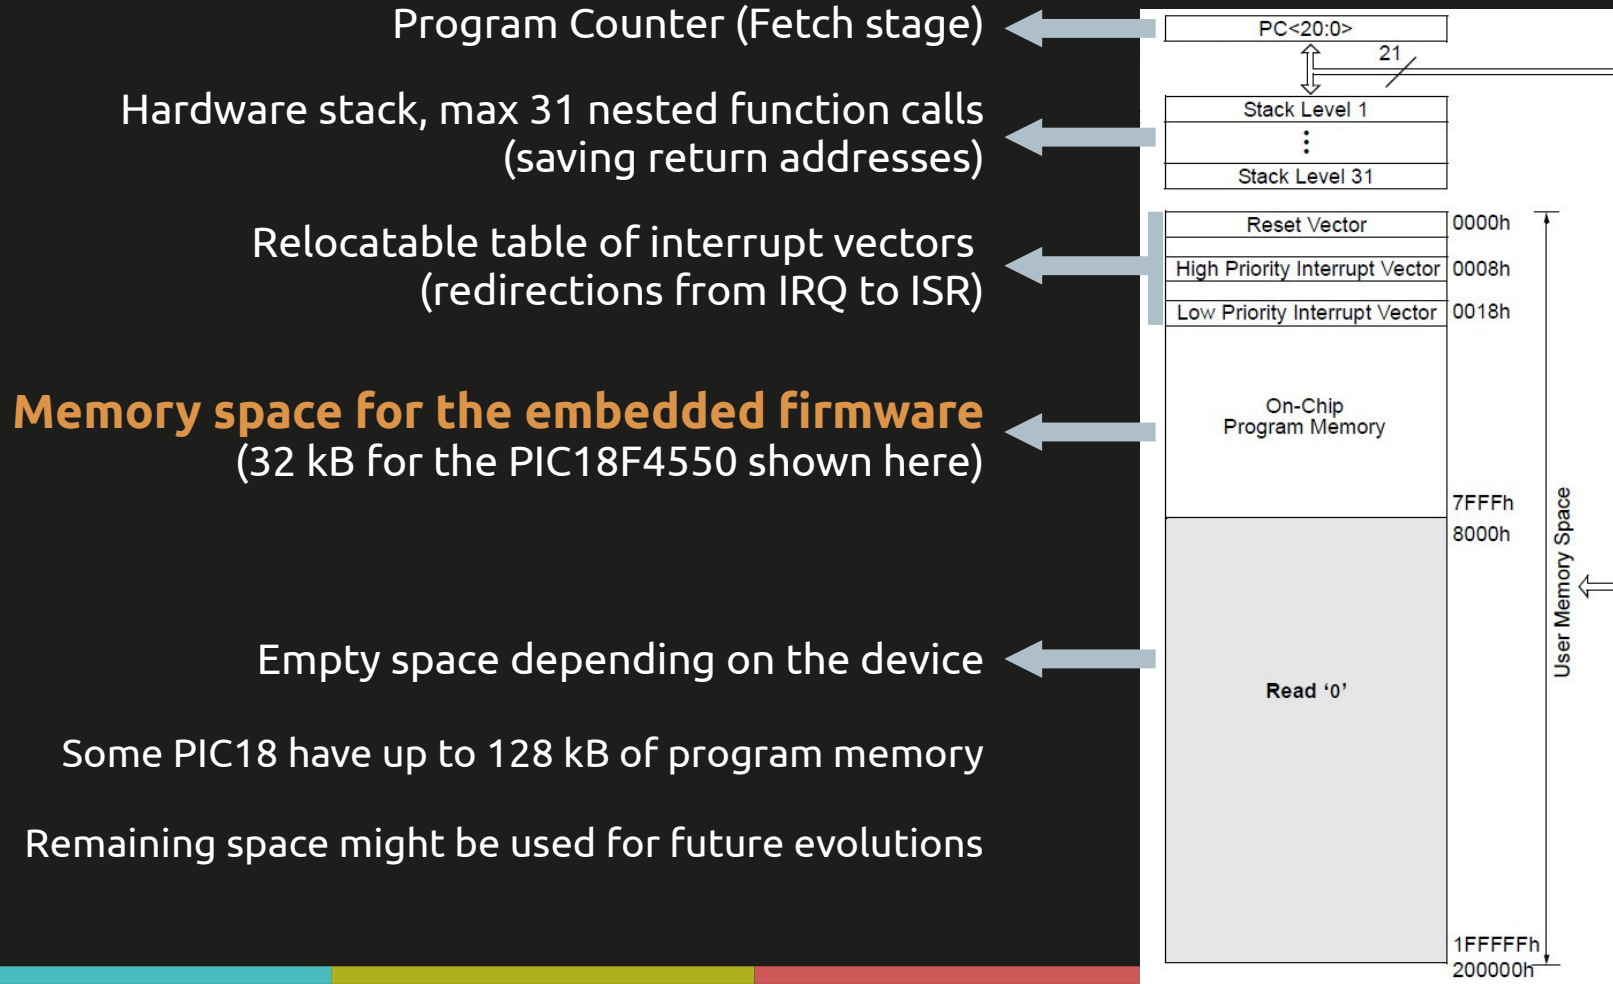 Program Counter (Fetch stage)
Hardware stack, max 31 nested function calls
(saving return addresses)
Relocatable table of interrupt vectors
(redirections from IRQ to ISR)
Memory space for the embedded firmware
(32 kB for the PIC18F4550 shown here)
Empty space depending on the device
Some PIC18 have up to 128 kB of program memory
Remaining space might be used for future evolutions
PC<20:0>
21
Stack Level 1
⋮
Stack Level 31
Reset Vector
0000h
High Priority Interrupt Vector
0008h
Low Priority Interrupt Vector
0018h
On-Chip
Program Memory
7FFFh
8000h
Read ‘0’
1FFFFFh
200000h
User Memory Space